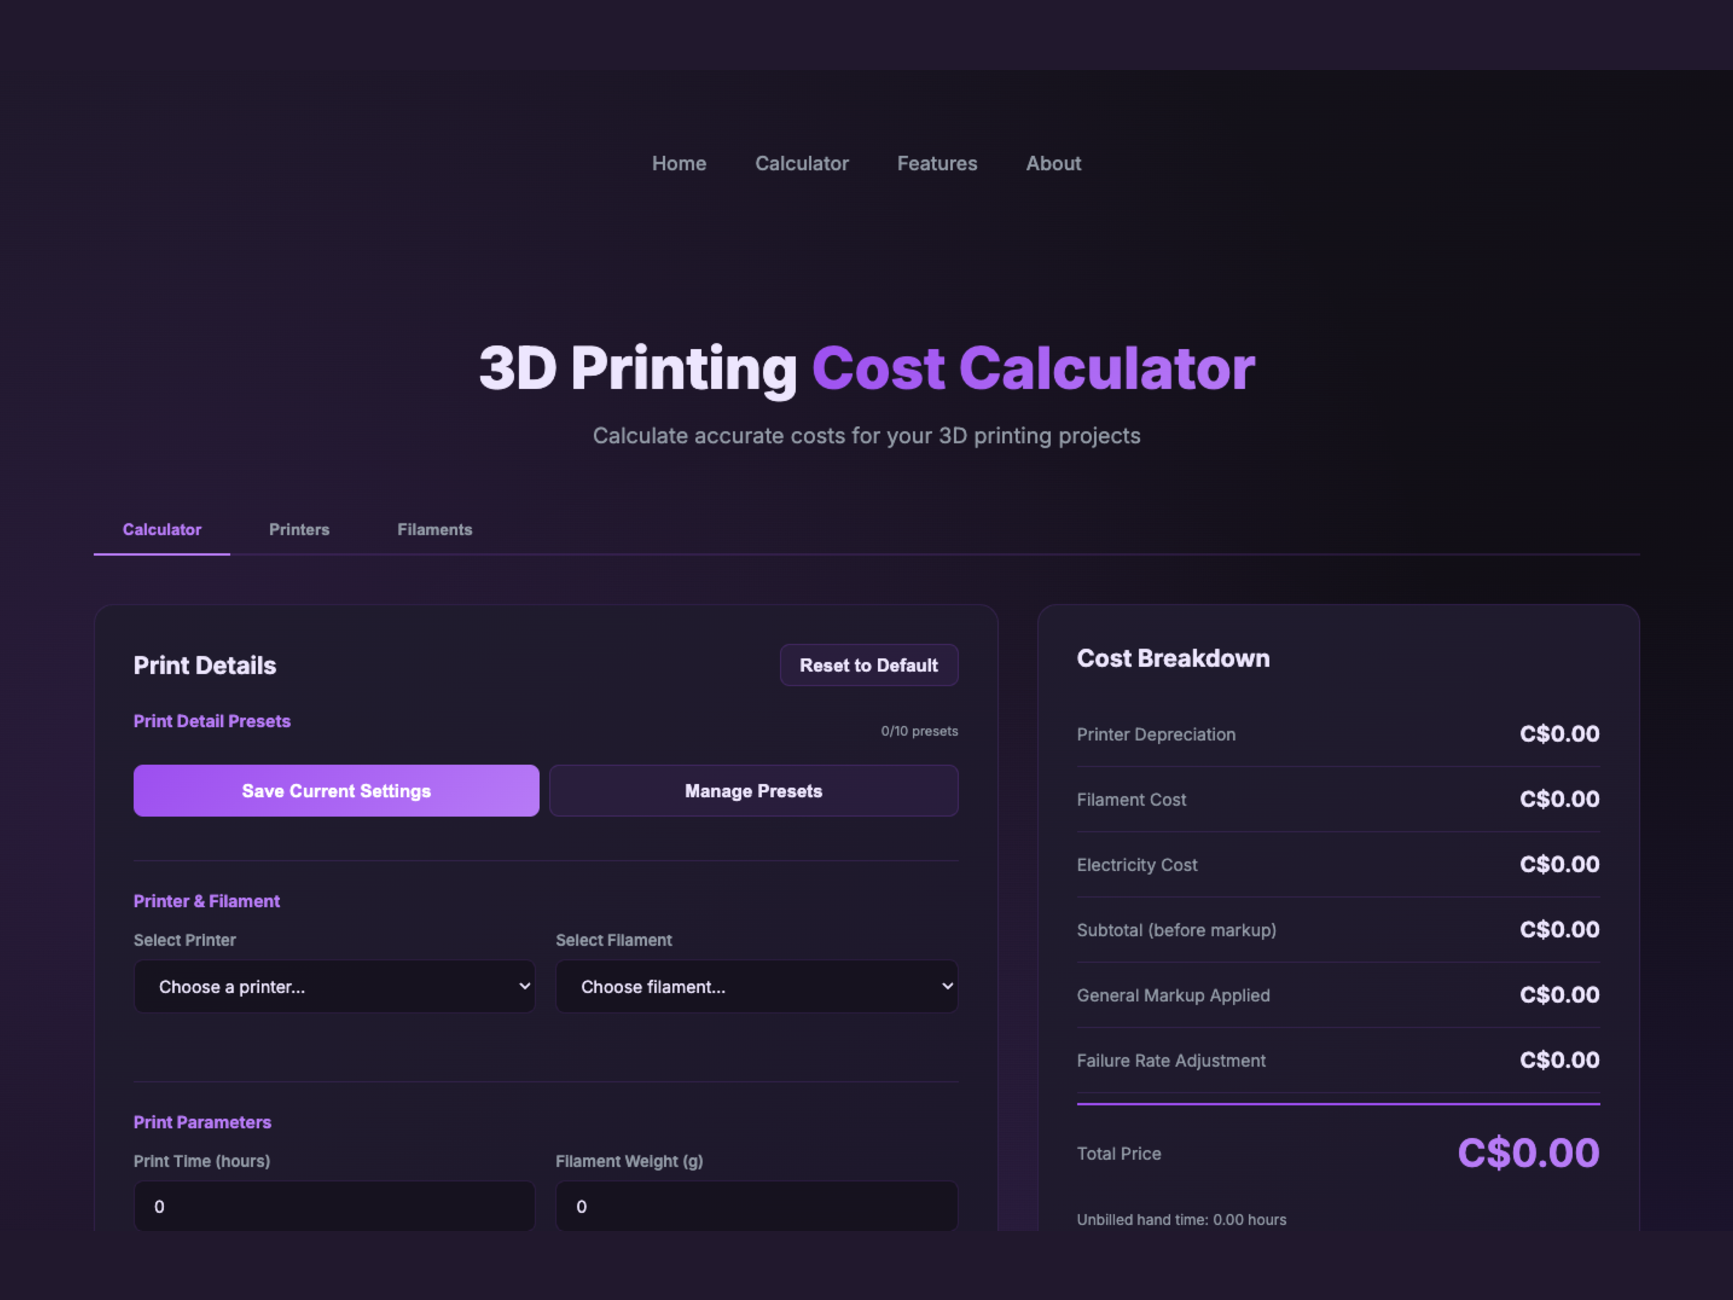 Home Calculator Features About
3D Printing Cost Calculator
Calculate accurate costs for your 3D printing projects
Calculator Printers Filaments
Print Details
Reset to Default
Print Detail Presets
0/10 presets
Save Current Settings
Manage Presets
Printer & Filament
Select Printer
Select Filament
Choose a printer...
Choose filament...
Print Parameters
Print Time (hours)
Filament Weight (g)
0
0
Cost Breakdown
Printer Depreciation C$0.00
Filament Cost C$0.00
Electricity Cost C$0.00
Subtotal (before markup) C$0.00
General Markup Applied C$0.00
Failure Rate Adjustment C$0.00
Total Price C$0.00
Unbilled hand time: 0.00 hours